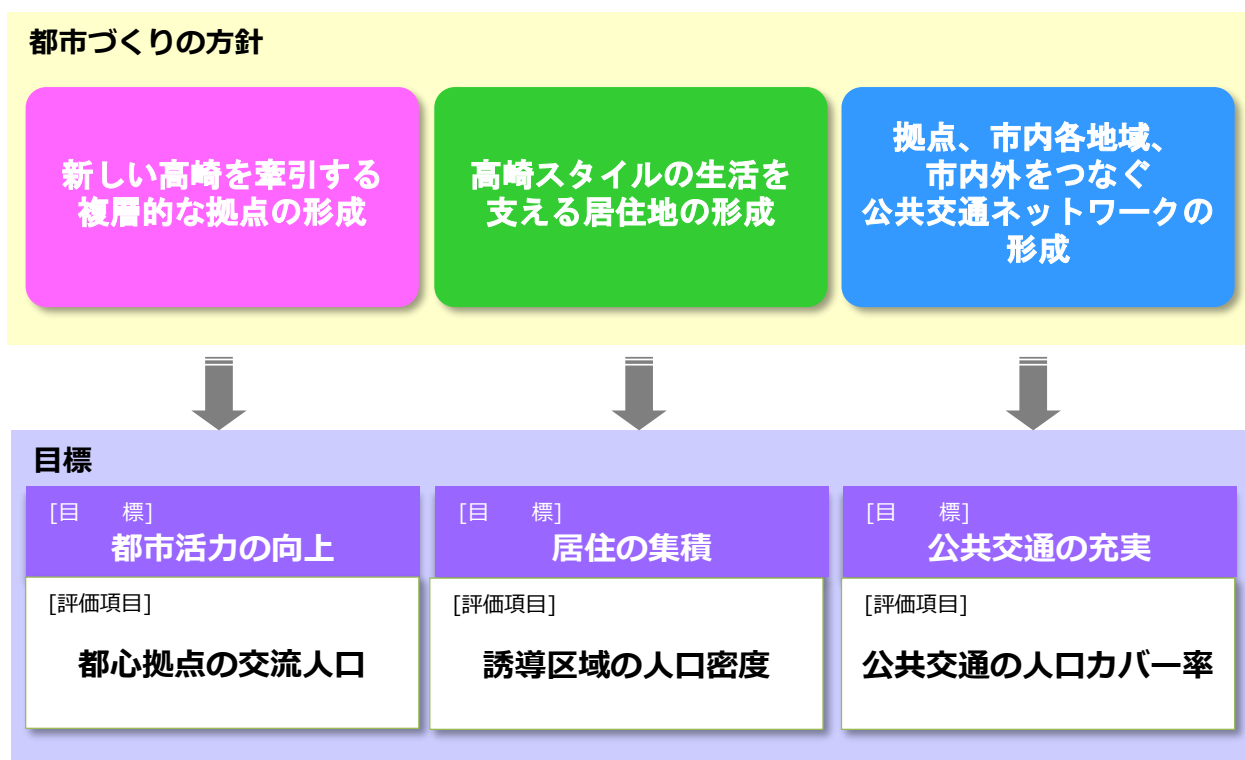 都市づくりの方針
新しい高崎を牽引する
複層的な拠点の形成
高崎スタイルの生活を
支える居住地の形成
拠点、市内各地域、
市内外をつなぐ
公共交通ネットワークの
形成
目標
[目　標]
都市活力の向上
[評価項目]
都心拠点の交流人口
[目　標]
居住の集積
[評価項目]
誘導区域の人口密度
[目　標]
公共交通の充実
[評価項目]
公共交通の人口カバー率